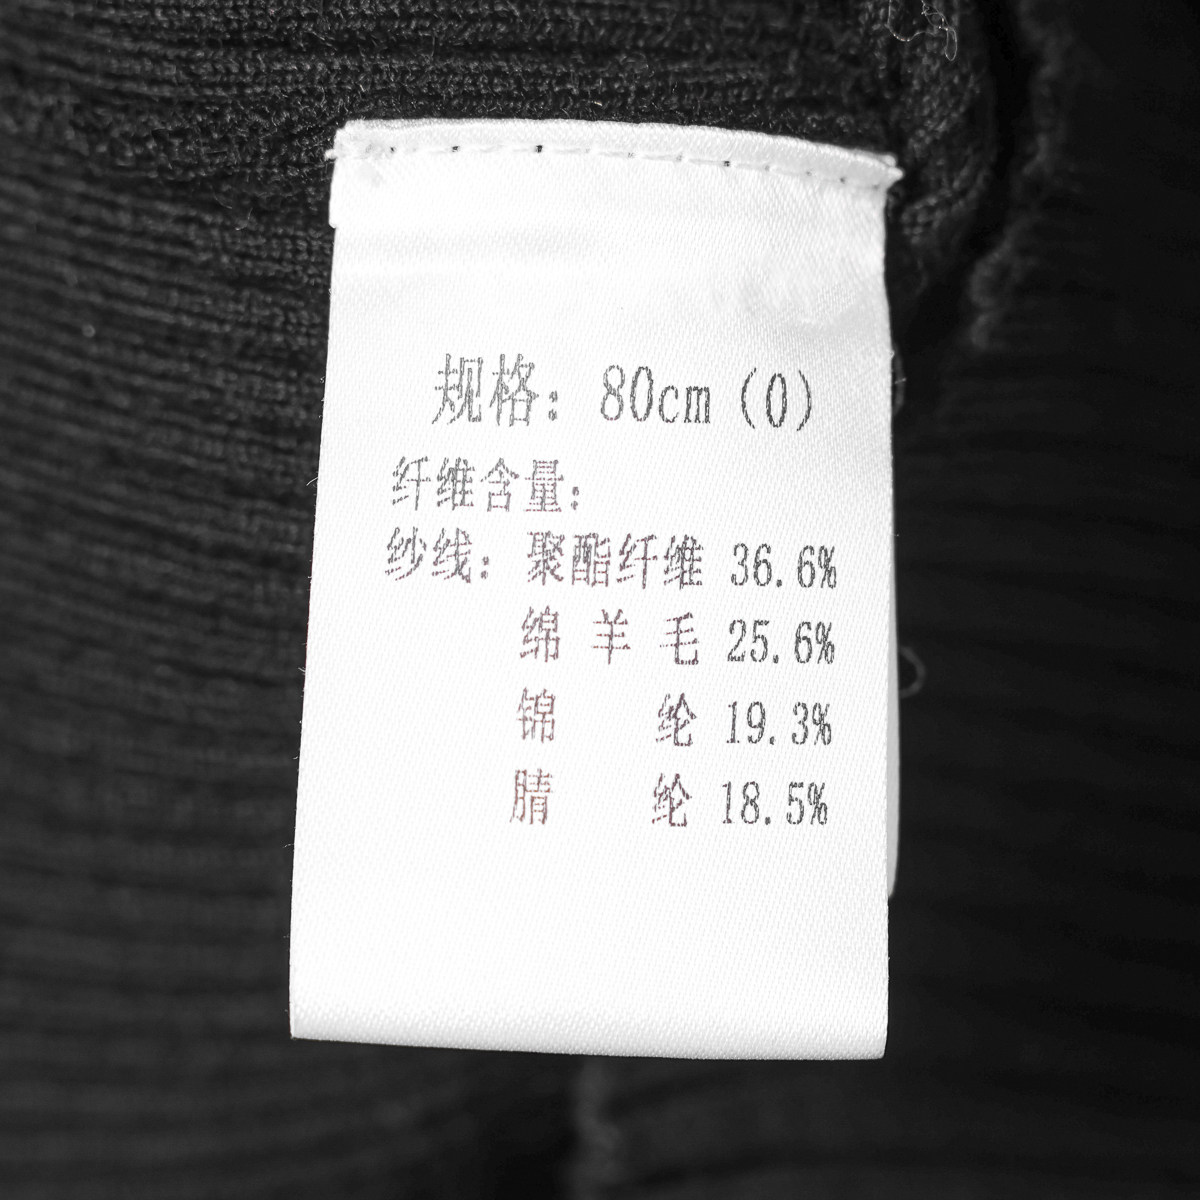 规格：80cm(0)
纤维含量：
纱线：聚酯纤维 36.6%
绵羊毛 25.6%
锦纶 19.3%
腈纶 18.5%